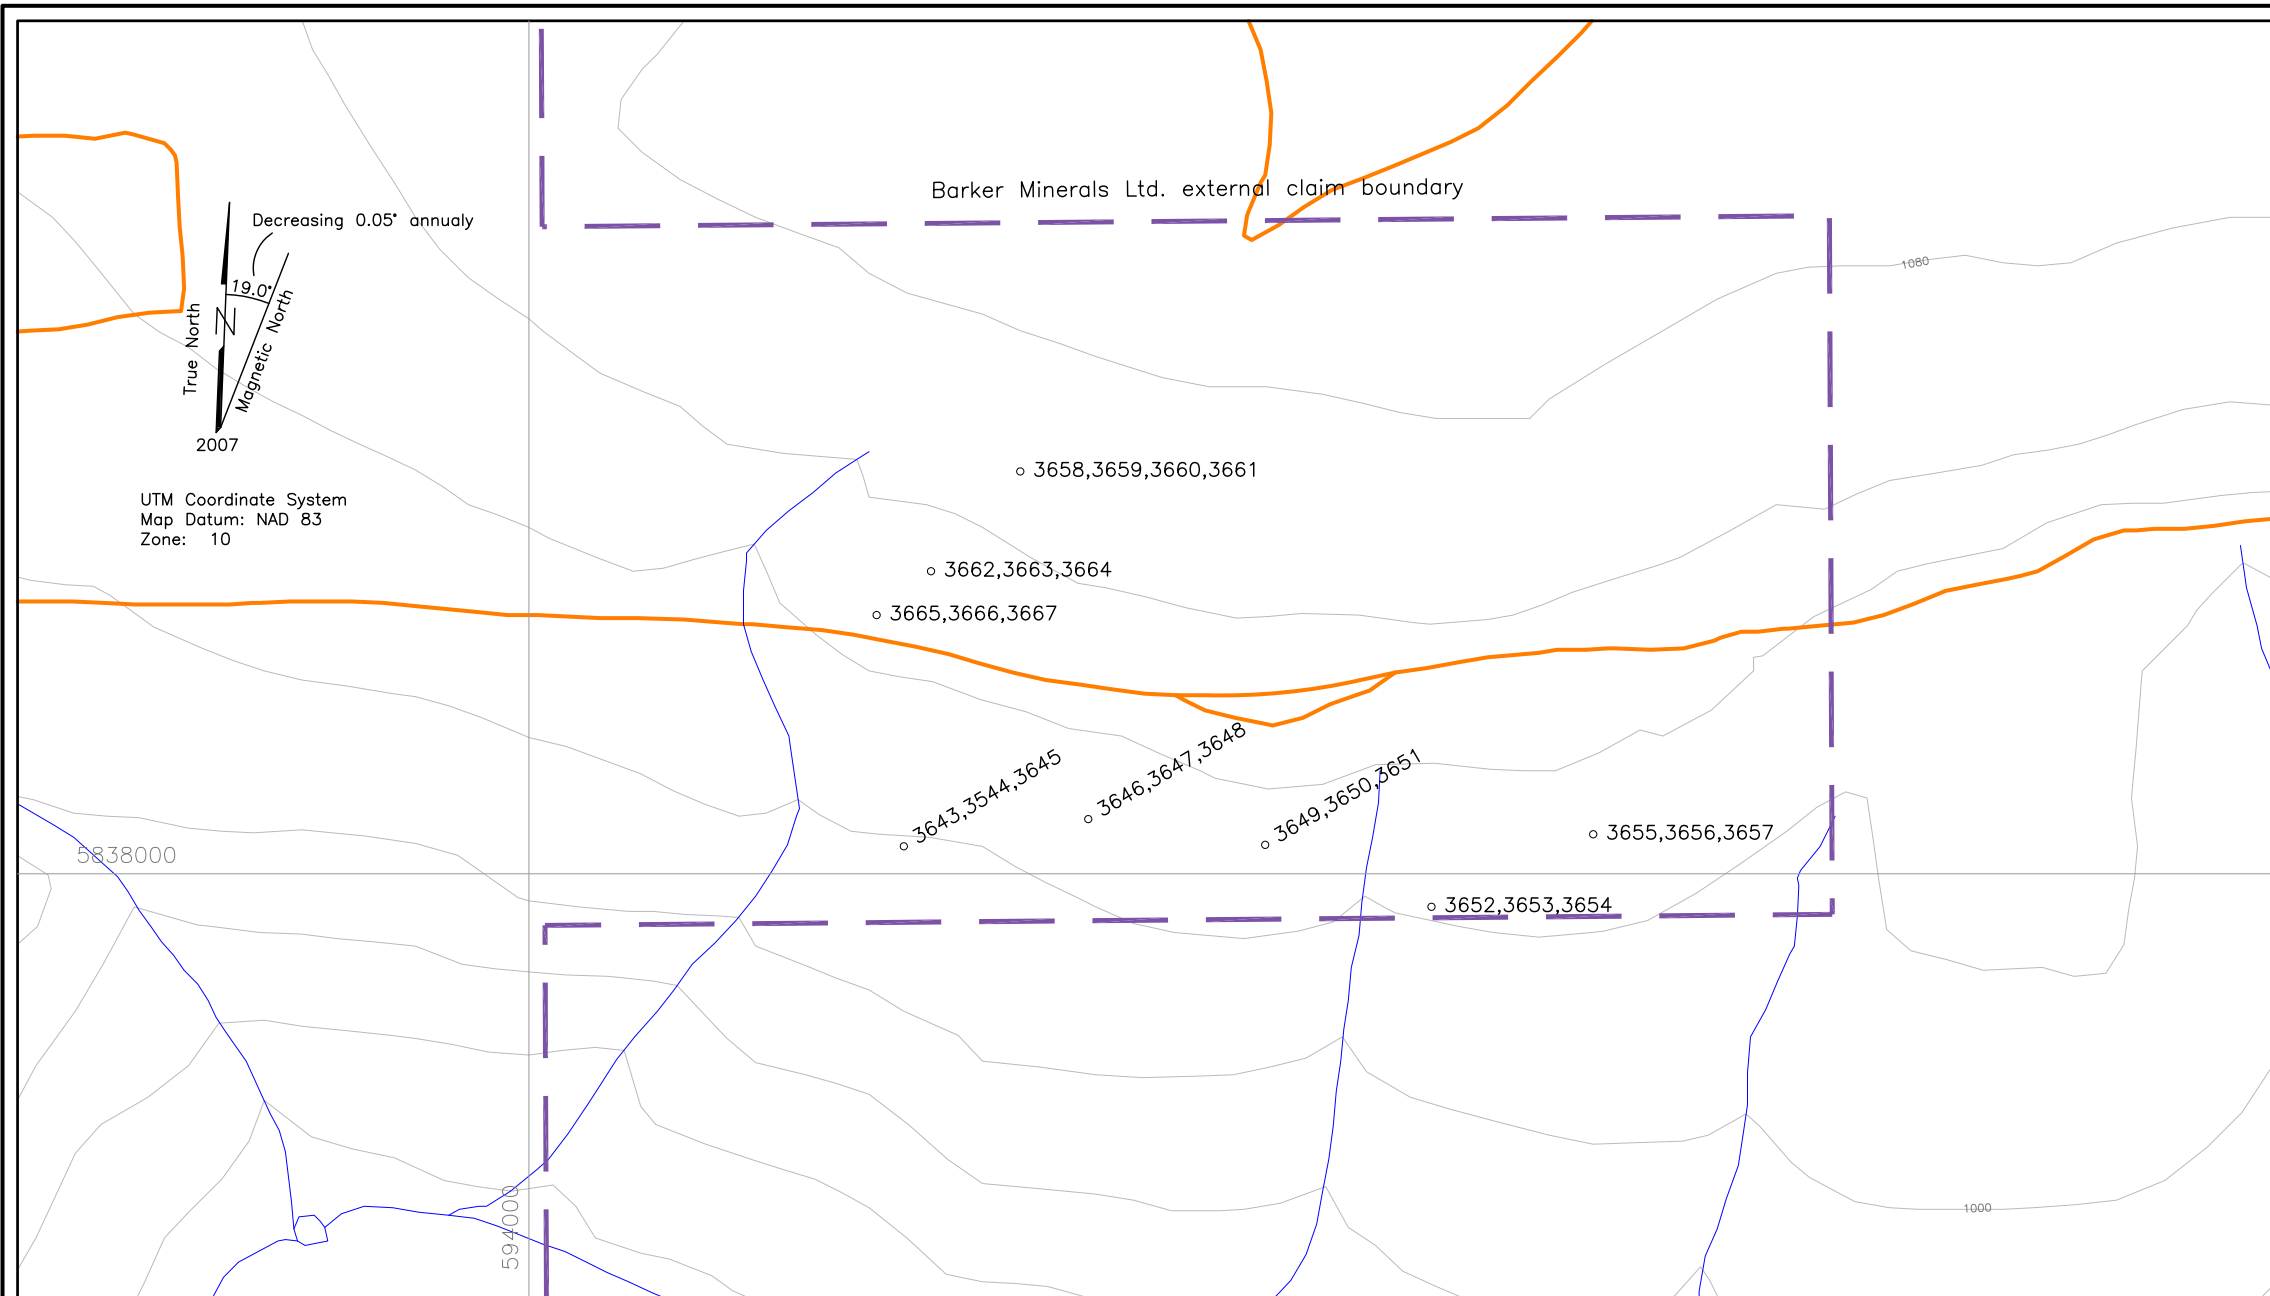 Barker Minerals Ltd. external claim boundary
Decreasing 0.05° annualy
19.0°
True North
N
Magnetic North
2007
1080
3658,3659,3660,3661
UTM Coordinate System
Map Datum: NAD 83
Zone: 10
3662,3663,3664
3665,3666,3667
3643,3544,3645
3646,3647,3648
3649,3650,3651
3655,3656,3657
5838000
3652,3653,3654
594000
1000